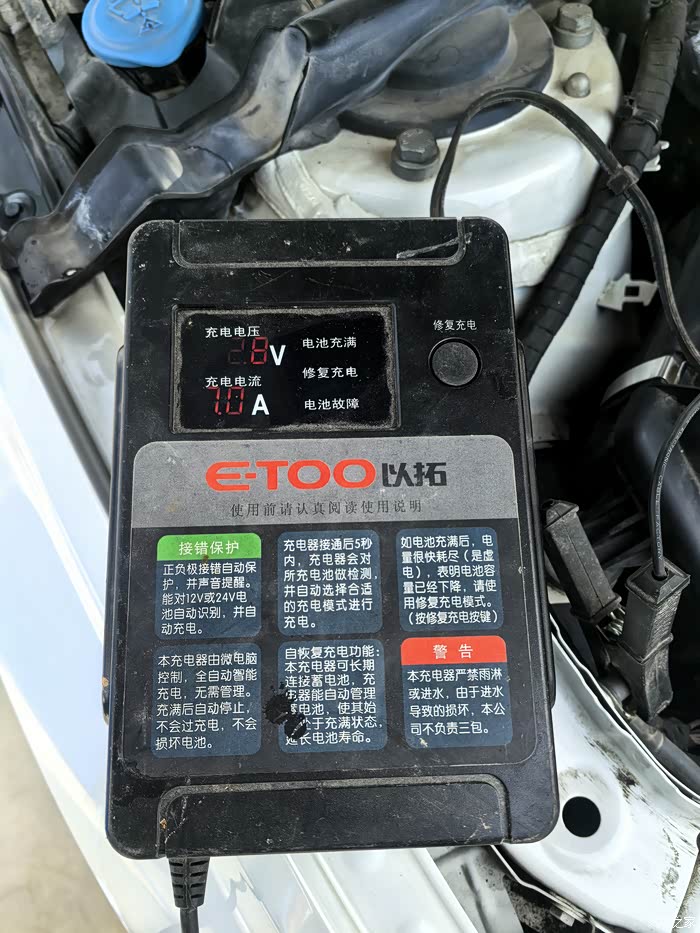 充电电压
.8V
电池充满
修复充电
充电电流
7.0 A
电池故障
修复充电
E-TOO以拓
使用前请认真阅读使用说明
接错保护
正负极接错自动保
护，并声音提醒。
能对12V或24V电
池自动识别，并自
动充电。
充电器接通后5秒
内，充电器会对
所充电池做检测，
并自动选择合适
的充电模式进行
充电。
如电池充满后，电
量很快耗尽（是虚
电），表明电池容
量已经下降，请使
用修复充电模式。
（按修复充电按键）
本充电器由微电脑
控制，全自动智能
充电，无需管理。
充满后自动停止，
不会过充电，不会
损坏电池。
自恢复充电功能：
本充电器可长期
连接蓄电池，充
器能自动管理
电池，使其始
于充满状态，
延长电池寿命。
警告
本充电器严禁雨淋
或进水，由于进水
导致的损坏，本公
司不负责三包。